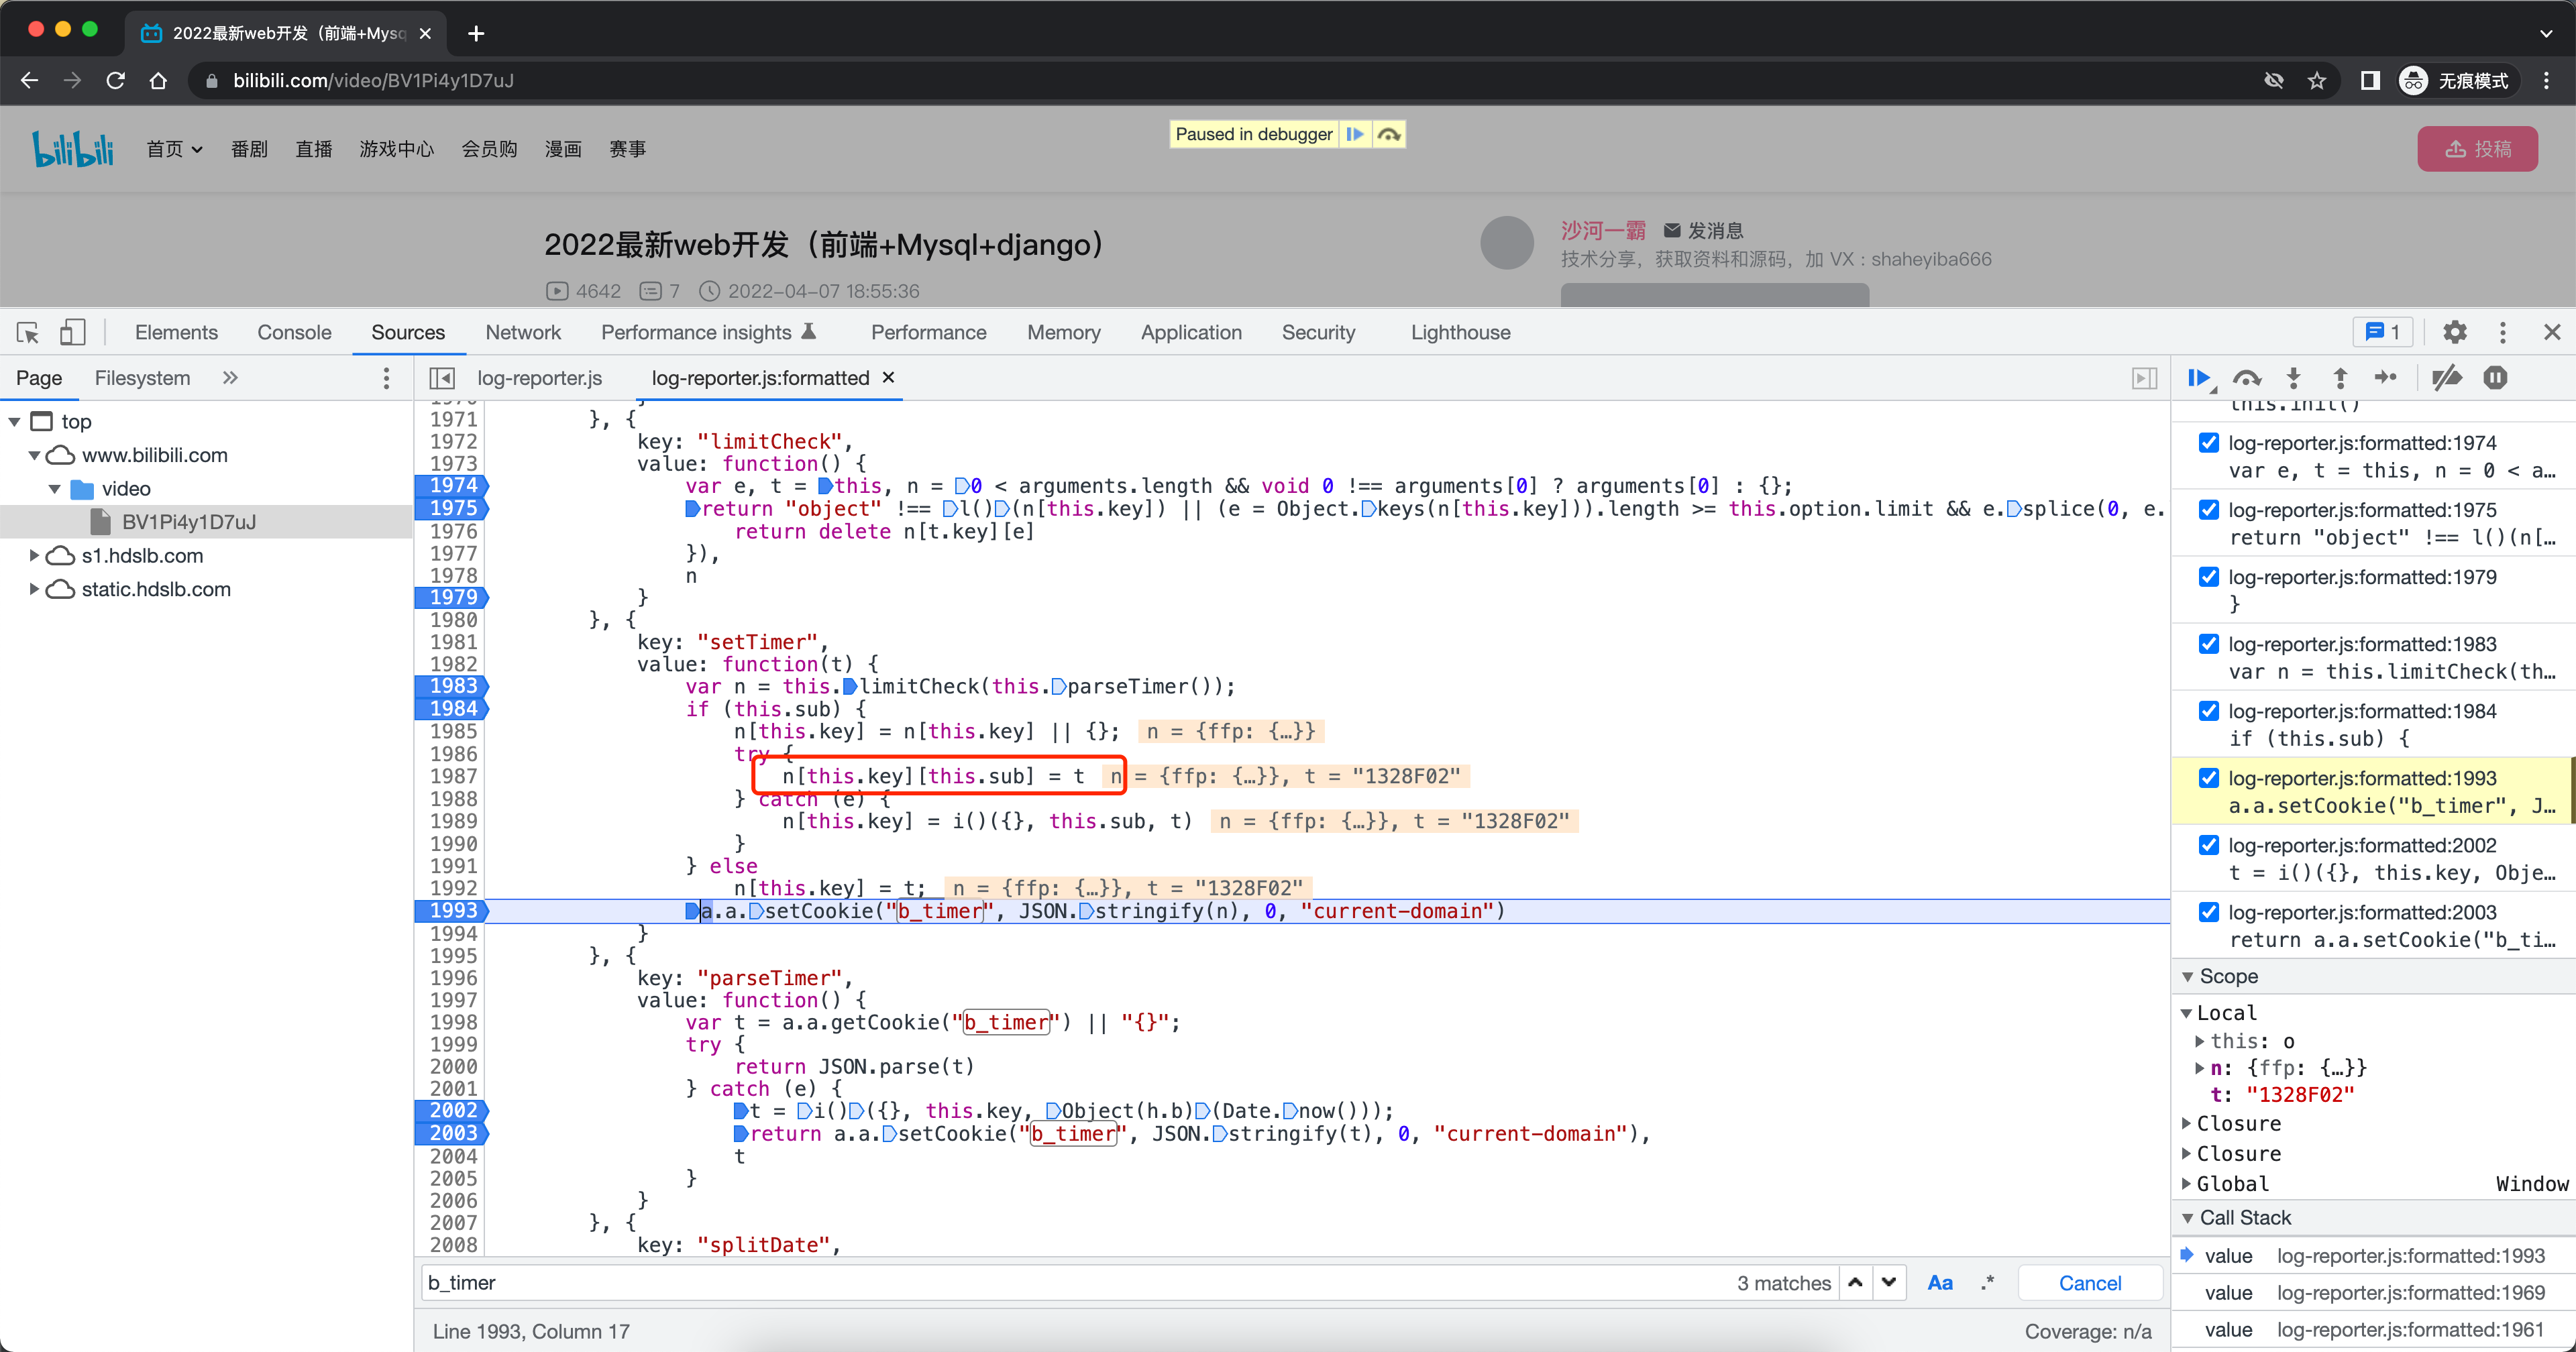 2022最新web开发（前端+Mysq
bilibili.com/video/BV1Pi4y1D7uJ
无痕模式
bilibili
首页
番剧
直播
游戏中心
会员购
漫画
赛事
Paused in debugger
投稿
2022最新web开发（前端+Mysql+django）
沙河一霸 发消息
技术分享，获取资料和源码，加 VX：shaheyiba666
4642 7 2022-04-07 18:55:36
Elements Console Sources Network Performance insights Performance Memory Application Security Lighthouse 1
Page Filesystem
log-reporter.js log-reporter.js:formatted
top
www.bilibili.com
video
BV1Pi4y1D7uJ
s1.hdslb.com
static.hdslb.com
1971 }, {
1972 key: "limitCheck",
1973 value: function() {
1974 var e, t = this, n = 0 < arguments.length && void 0 !== arguments[0] ? arguments[0] : {};
1975 return "object" !== l()(n[this.key]) || (e = Object.keys(n[this.key])).length >= this.option.limit && e.splice(0, e.
1976 return delete n[t.key][e]
1977 }),
1978 n
1979 }
1980 }, {
1981 key: "setTimer",
1982 value: function(t) {
1983 var n = this.limitCheck(this.parseTimer());
1984 if (this.sub) {
1985 n[this.key] = n[this.key] || {}; n = {ffp: {…}}
1986 try {
1987 n[this.key][this.sub] = t n = {ffp: {…}}, t = "1328F02"
1988 } catch (e) {
1989 n[this.key] = i()({}, this.sub, t) n = {ffp: {…}}, t = "1328F02"
1990 }
1991 } else
1992 n[this.key] = t; n = {ffp: {…}}, t = "1328F02"
1993 a.a.setCookie("b_timer", JSON.stringify(n), 0, "current-domain")
1994 }
1995 }, {
1996 key: "parseTimer",
1997 value: function() {
1998 var t = a.a.getCookie("b_timer") || "{}";
1999 try {
2000 return JSON.parse(t)
2001 } catch (e) {
2002 t = i()({}, this.key, Object(h.b)(Date.now()));
2003 return a.a.setCookie("b_timer", JSON.stringify(t), 0, "current-domain"),
2004 t
2005 }
2006 }
2007 }, {
2008 key: "splitDate",
b_timer 3 matches Aa .* Cancel
Line 1993, Column 17 Coverage: n/a
this.init()
log-reporter.js:formatted:1974
var e, t = this, n = 0 < a…
log-reporter.js:formatted:1975
return "object" !== l()(n[…
log-reporter.js:formatted:1979
}
log-reporter.js:formatted:1983
var n = this.limitCheck(th…
log-reporter.js:formatted:1984
if (this.sub) {
log-reporter.js:formatted:1993
a.a.setCookie("b_timer", J…
log-reporter.js:formatted:2002
t = i()({}, this.key, Obje…
log-reporter.js:formatted:2003
return a.a.setCookie("b_ti…
Scope
Local
this: o
n: {ffp: {…}}
t: "1328F02"
Closure
Closure
Global Window
Call Stack
value log-reporter.js:formatted:1993
value log-reporter.js:formatted:1969
value log-reporter.js:formatted:1961